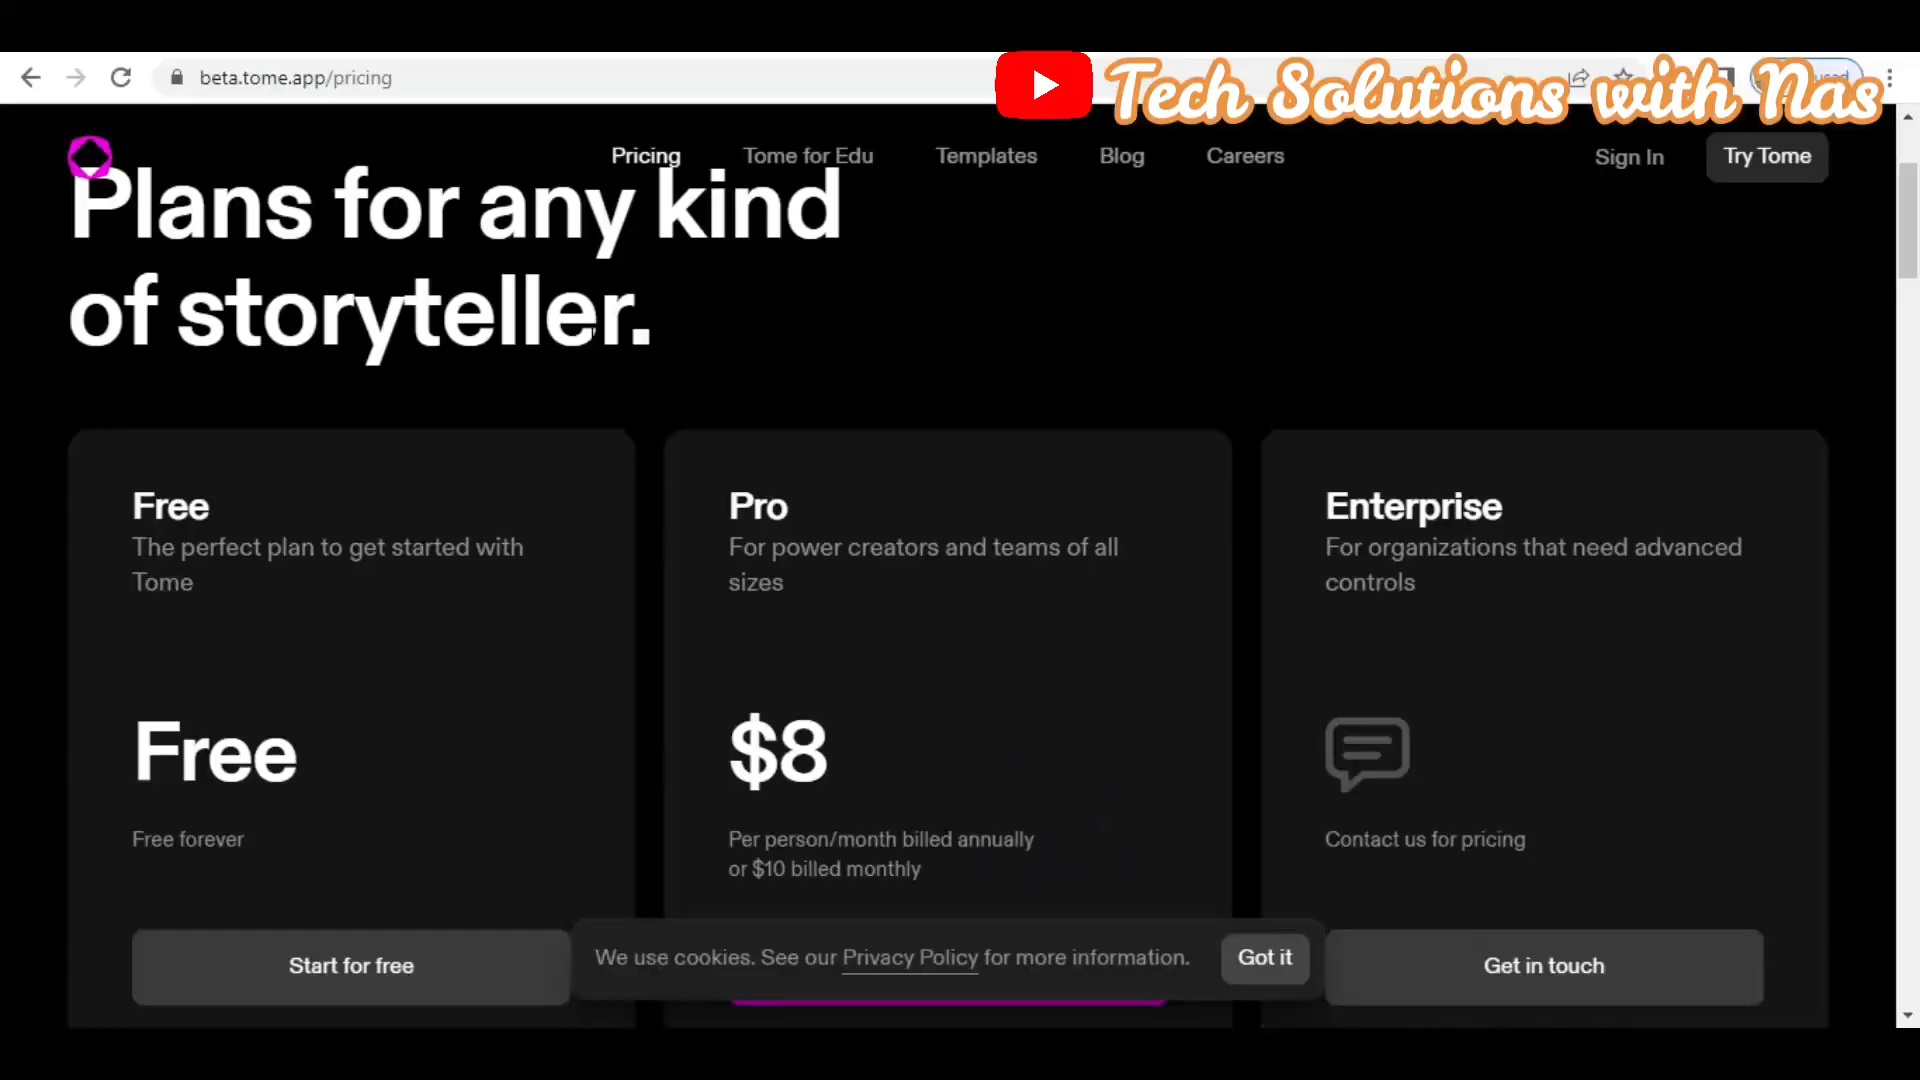 beta.tome.app/pricing
Tech Solutions with Nas
Pricing
Tome for Edu
Templates
Blog
Careers
Sign In
Try Tome
Plans for any kind
of storyteller.
Free
The perfect plan to get started with
Tome
Free
Free forever
Start for free
Pro
For power creators and teams of all
sizes
$8
Per person/month billed annually
or $10 billed monthly
Enterprise
For organizations that need advanced
controls
Contact us for pricing
Get in touch
We use cookies. See our Privacy Policy for more information.
Got it